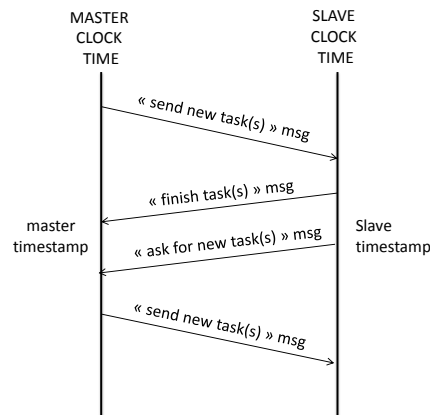 MASTER
CLOCK
TIME
SLAVE
CLOCK
TIME
« send new task(s) » msg
« finish task(s) » msg
master
timestamp
Slave
timestamp
« ask for new task(s) » msg
« send new task(s) » msg